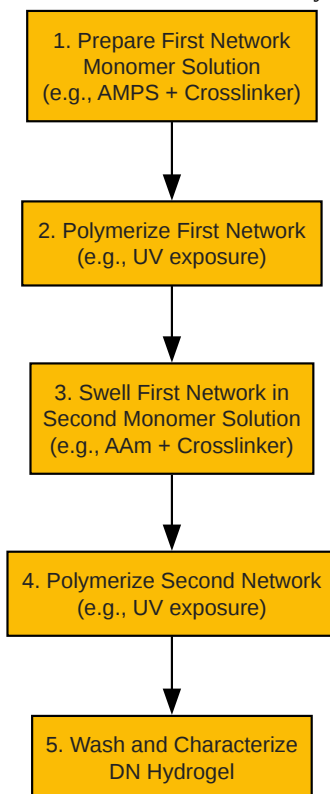 1. Prepare First Network
Monomer Solution
(e.g., AMPS + Crosslinker)
2. Polymerize First Network
(e.g., UV exposure)
3. Swell First Network in
Second Monomer Solution
(e.g., AAm + Crosslinker)
4. Polymerize Second Network
(e.g., UV exposure)
5. Wash and Characterize
DN Hydrogel